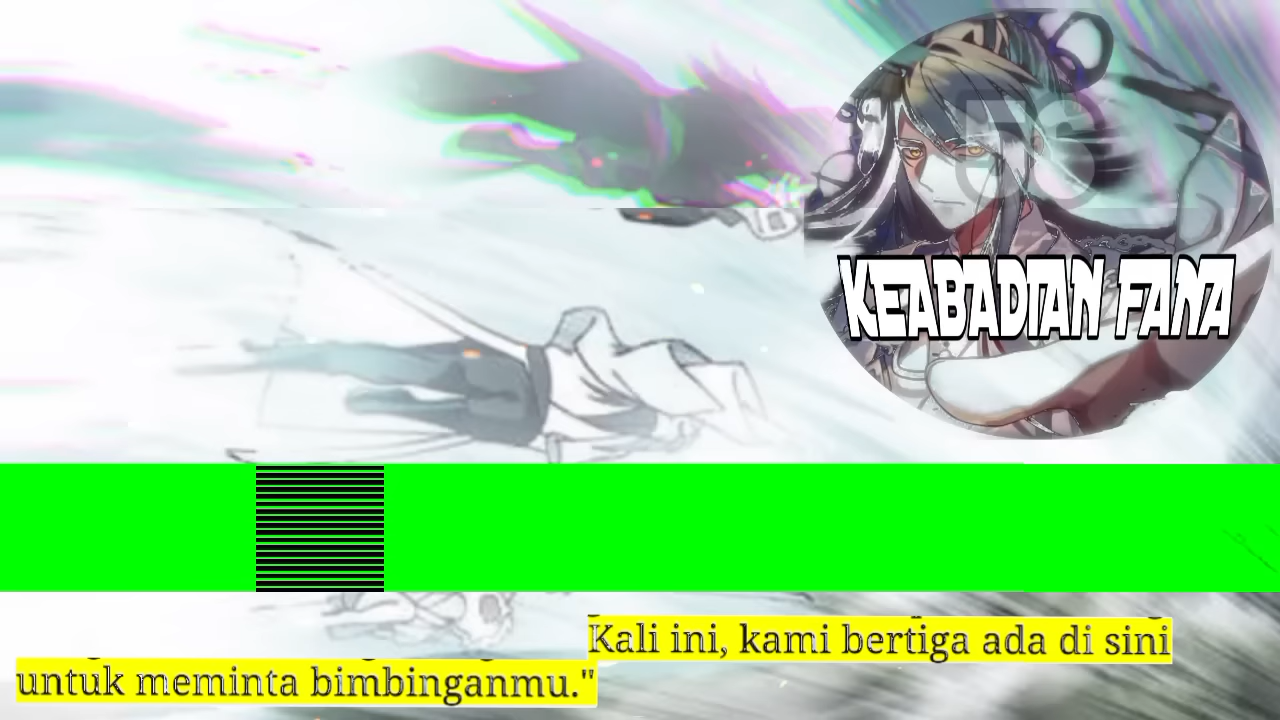 KEABADIAN FANA
Kali ini, kami bertiga ada di sini
untuk meminta bimbinganmu."